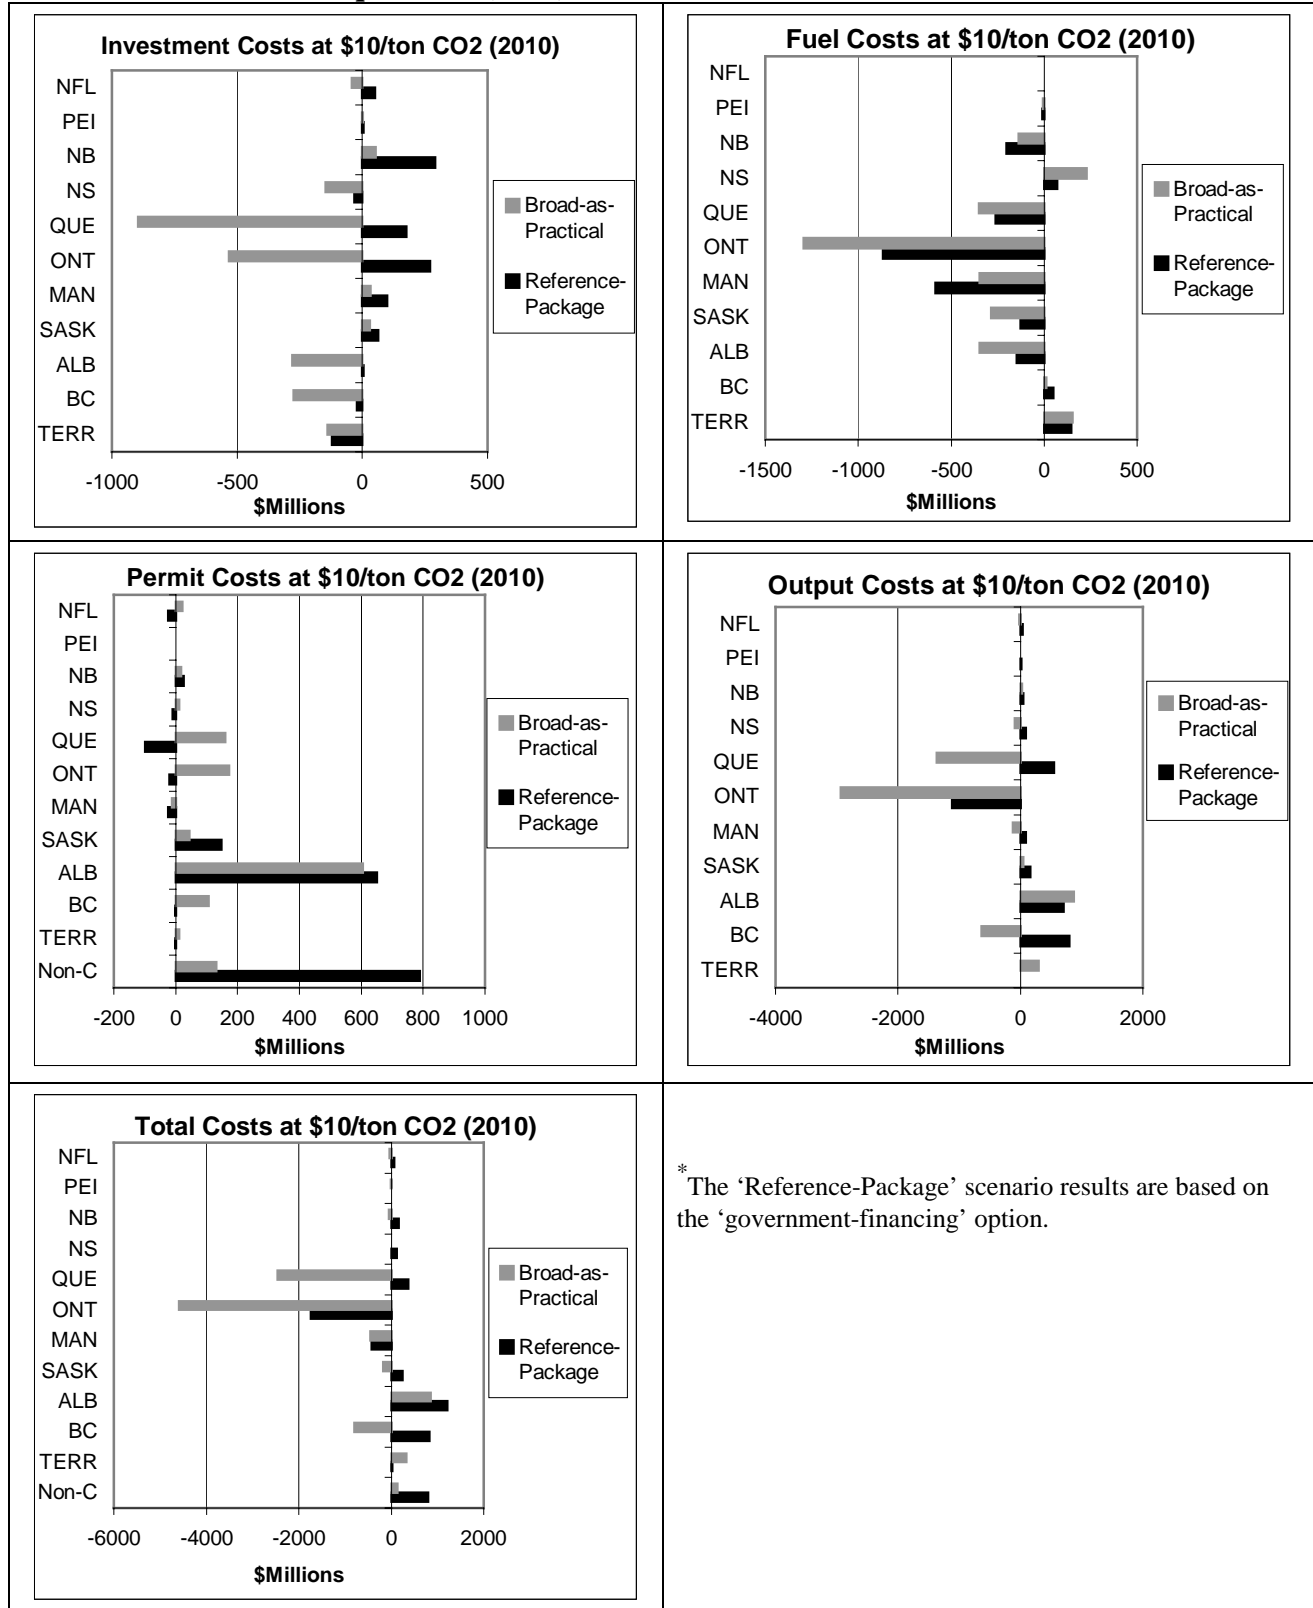 Investment Costs at $10/ton CO2 (2010)
NFL
PEI
NB
NS
QUE
ONT
MAN
SASK
ALB
BC
TERR
-1000 -500 0 500
$Millions
Broad-as-
Practical
Reference-
Package
Fuel Costs at $10/ton CO2 (2010)
NFL
PEI
NB
NS
QUE
ONT
MAN
SASK
ALB
BC
TERR
-1500 -1000 -500 0 500
$Millions
Broad-as-
Practical
Reference-
Package
Permit Costs at $10/ton CO2 (2010)
NFL
PEI
NB
NS
QUE
ONT
MAN
SASK
ALB
BC
TERR
Non-C
-200 0 200 400 600 800 1000
$Millions
Broad-as-
Practical
Reference-
Package
Output Costs at $10/ton CO2 (2010)
NFL
PEI
NB
NS
QUE
ONT
MAN
SASK
ALB
BC
TERR
-4000 -2000 0 2000
$Millions
Broad-as-
Practical
Reference-
Package
Total Costs at $10/ton CO2 (2010)
NFL
PEI
NB
NS
QUE
ONT
MAN
SASK
ALB
BC
TERR
Non-C
-6000 -4000 -2000 0 2000
$Millions
Broad-as-
Practical
Reference-
Package
*The ‘Reference-Package’ scenario results are based on
the ‘government-financing’ option.